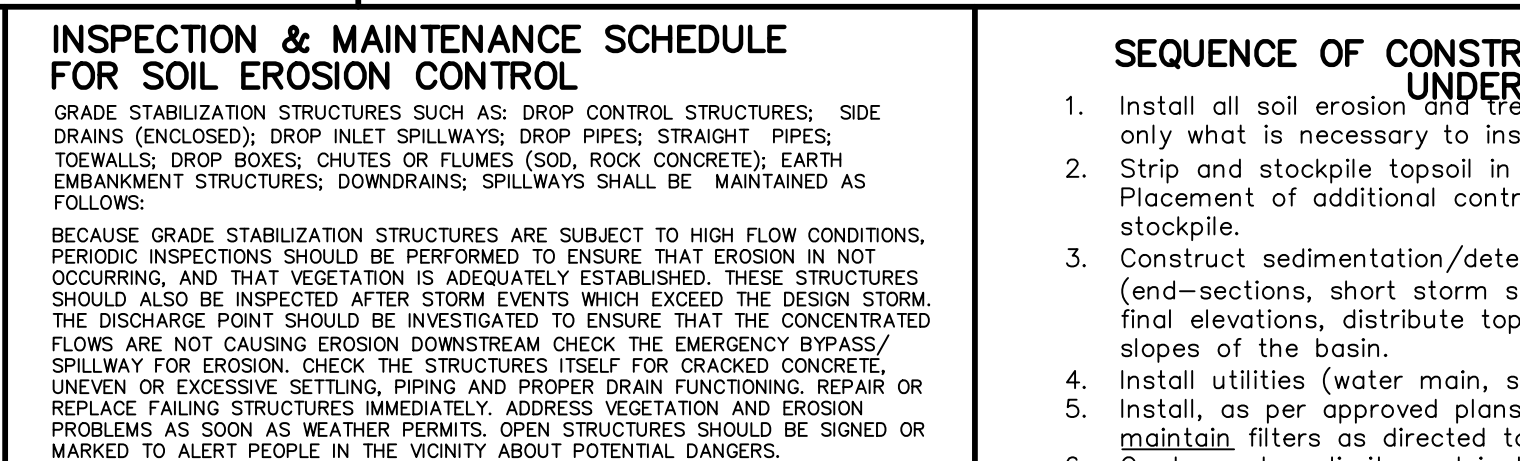 INSPECTION & MAINTENANCE SCHEDULE
FOR SOIL EROSION CONTROL
GRADE STABILIZATION STRUCTURES SUCH AS: DROP CONTROL STRUCTURES; SIDE
DRAINS (ENCLOSED); DROP INLET SPILLWAYS; DROP PIPES; STRAIGHT PIPES;
TOEWALLS; DROP BOXES; CHUTES OR FLUMES (SOD, ROCK CONCRETE); EARTH
EMBANKMENT STRUCTURES; DOWNDRAINS; SPILLWAYS SHALL BE MAINTAINED AS
FOLLOWS:
BECAUSE GRADE STABILIZATION STRUCTURES ARE SUBJECT TO HIGH FLOW CONDITIONS,
PERIODIC INSPECTIONS SHOULD BE PERFORMED TO ENSURE THAT EROSION IN NOT
OCCURRING, AND THAT VEGETATION IS ADEQUATELY ESTABLISHED. THESE STRUCTURES
SHOULD ALSO BE INSPECTED AFTER STORM EVENTS WHICH EXCEED THE DESIGN STORM.
THE DISCHARGE POINT SHOULD BE INVESTIGATED TO ENSURE THAT THE CONCENTRATED
FLOWS ARE NOT CAUSING EROSION DOWNSTREAM CHECK THE EMERGENCY BYPASS/
SPILLWAY FOR EROSION. CHECK THE STRUCTURES ITSELF FOR CRACKED CONCRETE,
UNEVEN OR EXCESSIVE SETTLING, PIPING AND PROPER DRAIN FUNCTIONING. REPAIR OR
REPLACE FAILING STRUCTURES IMMEDIATELY. ADDRESS VEGETATION AND EROSION
PROBLEMS AS SOON AS WEATHER PERMITS. OPEN STRUCTURES SHOULD BE SIGNED OR
MARKED TO ALERT PEOPLE IN THE VICINITY ABOUT POTENTIAL DANGERS.
SEQUENCE OF CONSTR
UNDER
1. Install all soil erosion and tre
only what is necessary to ins
2. Strip and stockpile topsoil in
Placement of additional contr
stockpile.
3. Construct sedimentation/dete
(end-sections, short storm s
final elevations, distribute top
slopes of the basin.
4. Install utilities (water main, s
5. Install, as per approved plans
maintain filters as directed to